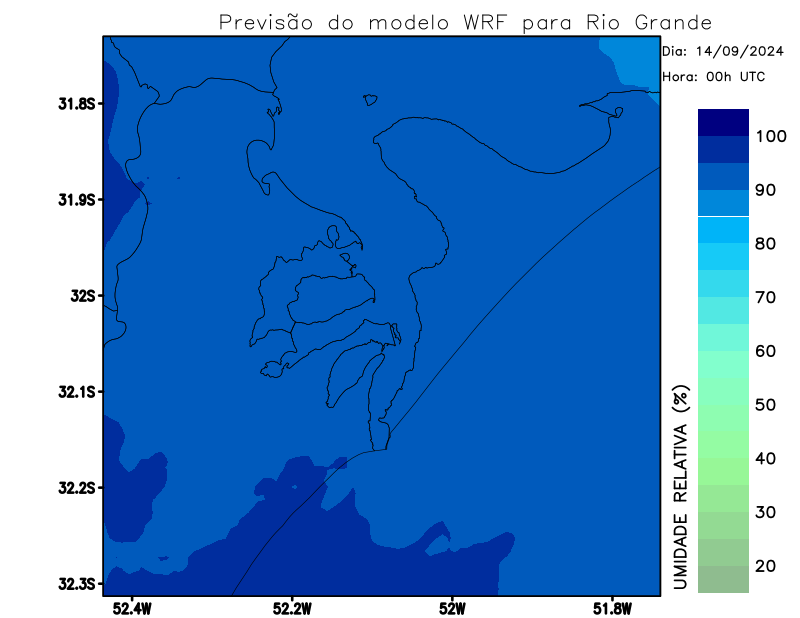 Previsão do modelo WRF para Rio Grande
Dia: 14/09/2024
Hora: 00h UTC
31.8S
31.9S
32S
32.1S
32.2S
32.3S
52.4W
52.2W
52W
51.8W
UMIDADE RELATIVA (%)
100
90
80
70
60
50
40
30
20